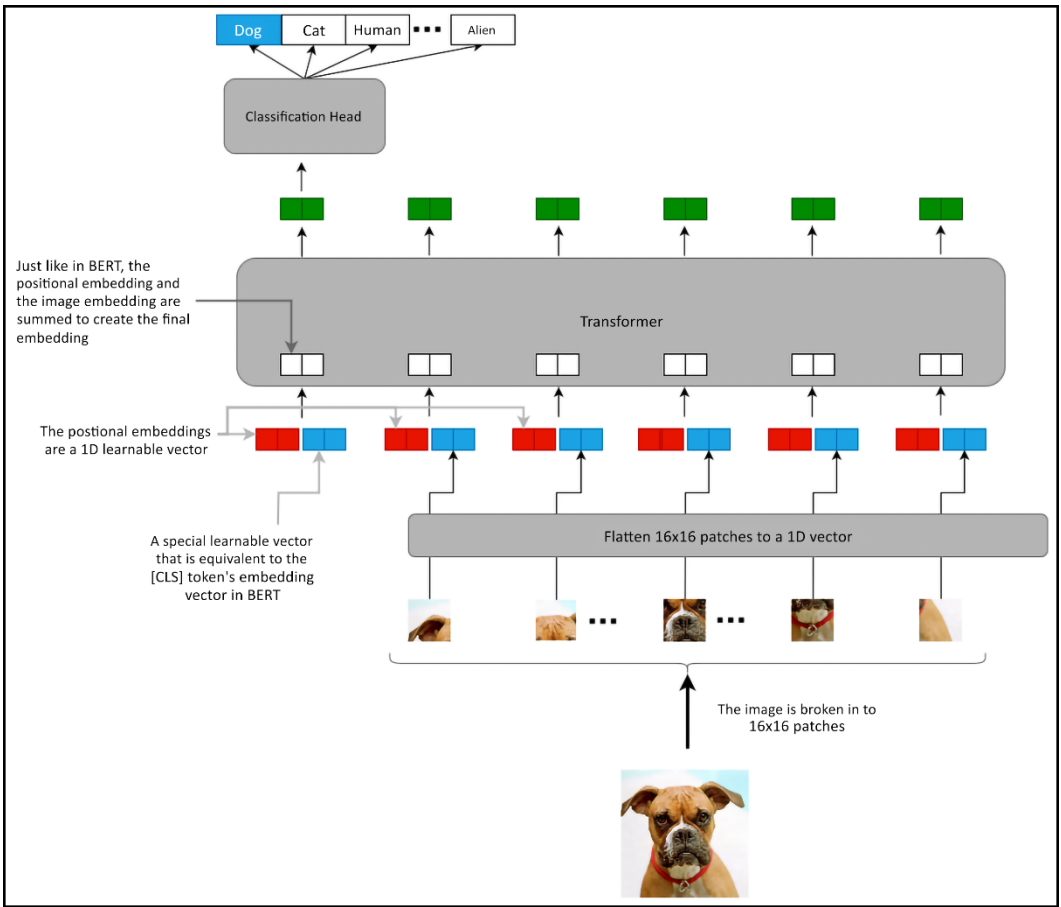 Dog Cat Human Alien
Classification Head
Just like in BERT, the
positional embedding and
the image embedding are
summed to create the final
embedding
Transformer
The postional embeddings
are a 1D learnable vector
Flatten 16x16 patches to a 1D vector
A special learnable vector
that is equivalent to the
[CLS] token's embedding
vector in BERT
The image is broken in to
16x16 patches